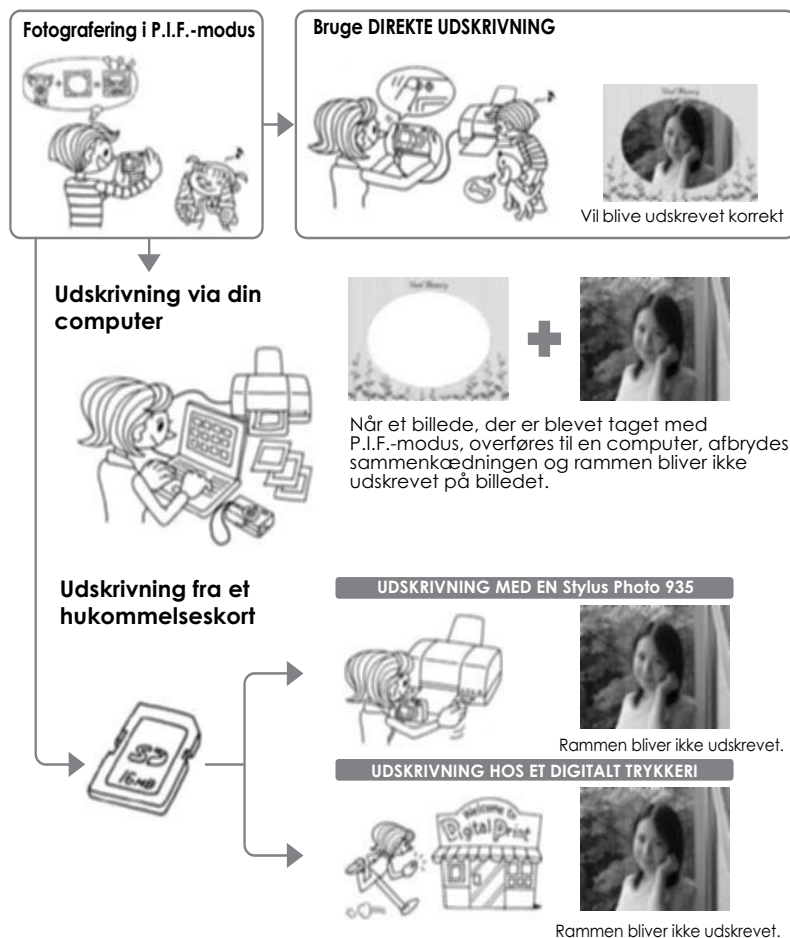 Fotografering i P.I.F.-modus
Bruge DIREKTE UDSKRIVNING
Vil blive udskrevet korrekt
Udskrivning via din
computer
Når et billede, der er blevet taget med
P.I.F.-modus, overføres til en computer, afbrydes
sammenkædningen og rammen bliver ikke
udskrevet på billedet.
Udskrivning fra et
hukommelseskort
SD
16MB
UDSKRIVNING MED EN Stylus Photo 935
Rammen bliver ikke udskrevet.
UDSKRIVNING HOS ET DIGITALT TRYKKERI
Welcome to
Digital Print
Rammen bliver ikke udskrevet.